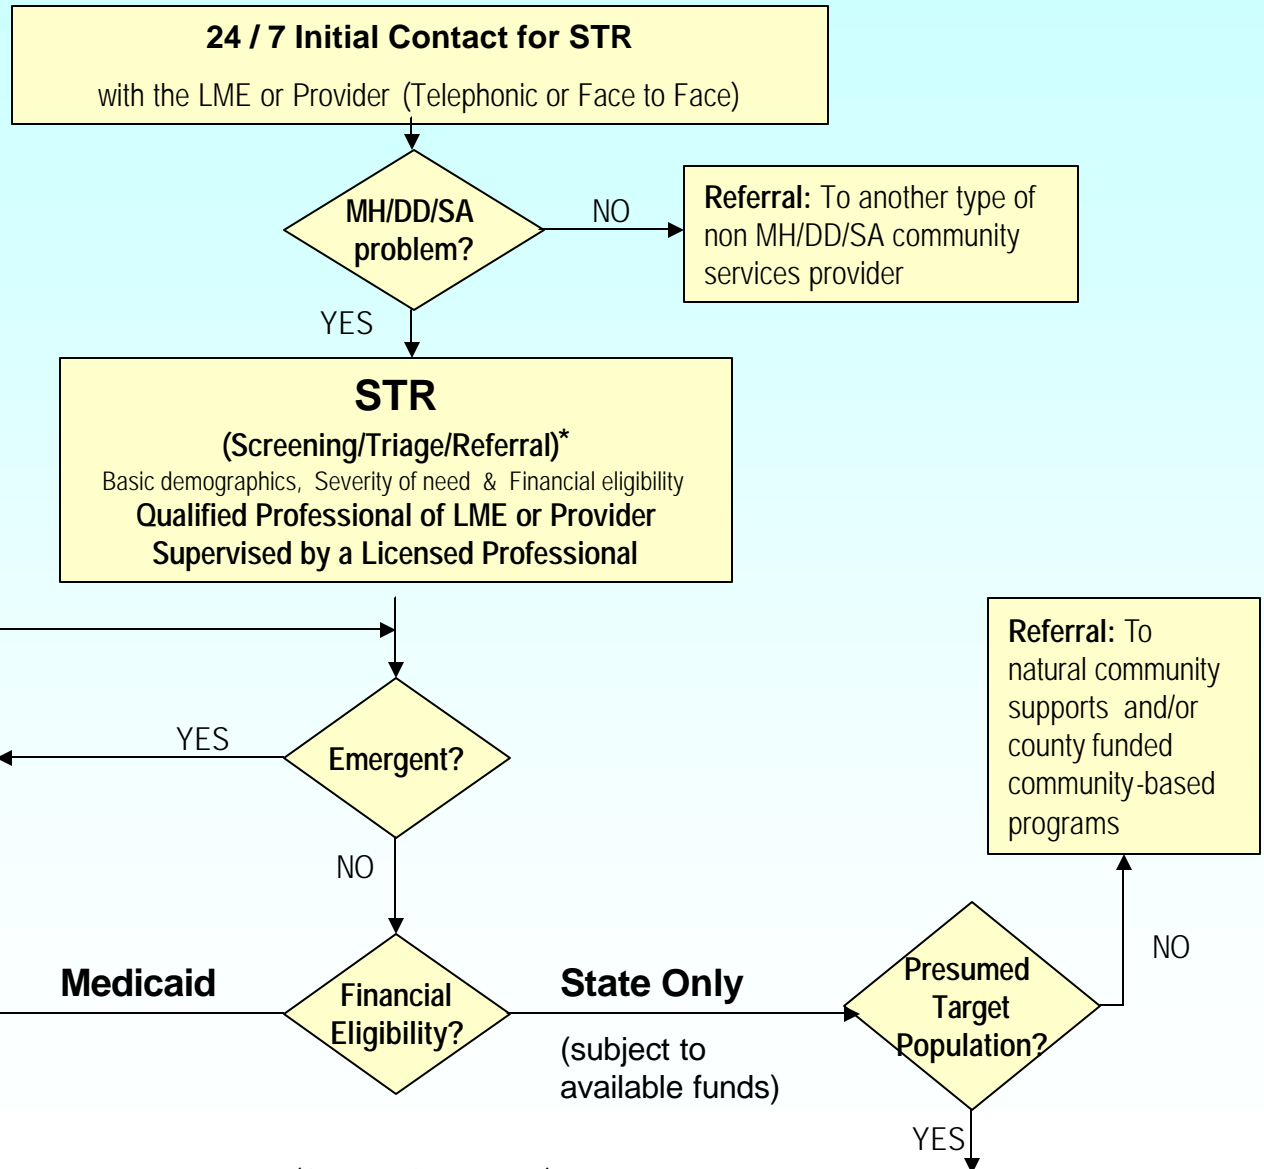 24 / 7 Initial Contact for STR
with the LME or Provider (Telephonic or Face to Face)
MH/DD/SA
problem?
NO
Referral: To another type of
non MH/DD/SA community
services provider
YES
STR
(Screening/Triage/Referral)*
Basic demographics, Severity of need & Financial eligibility
Qualified Professional of LME or Provider
Supervised by a Licensed Professional
Referral: To
natural community
supports and/or
county funded
community-based
programs
YES
Emergent?
NO
NO
Medicaid
Financial
Eligibility?
State Only
(subject to
available funds)
Presumed
Target
Population?
YES